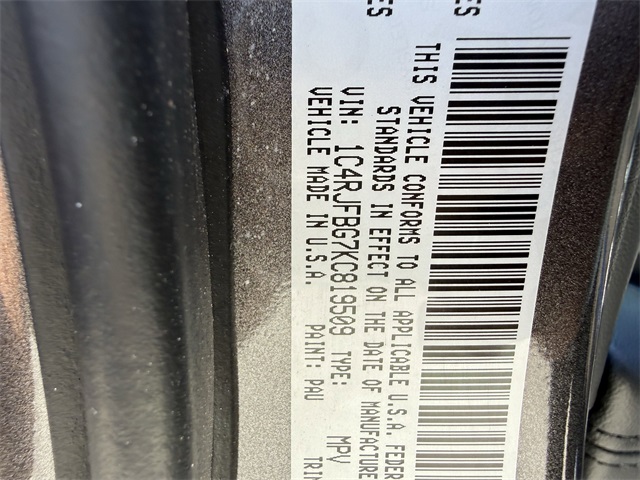 THIS VEHICLE CONFORMS TO ALL APPLICABLE U.S.A. FEDER
STANDARDS IN EFFECT ON THE DATE OF MANUFACTURE
VIN: 1C4RJFBG7KC819509 TYPE: MPV
VEHICLE MADE IN U.S.A. PAINT: PAU TRIM